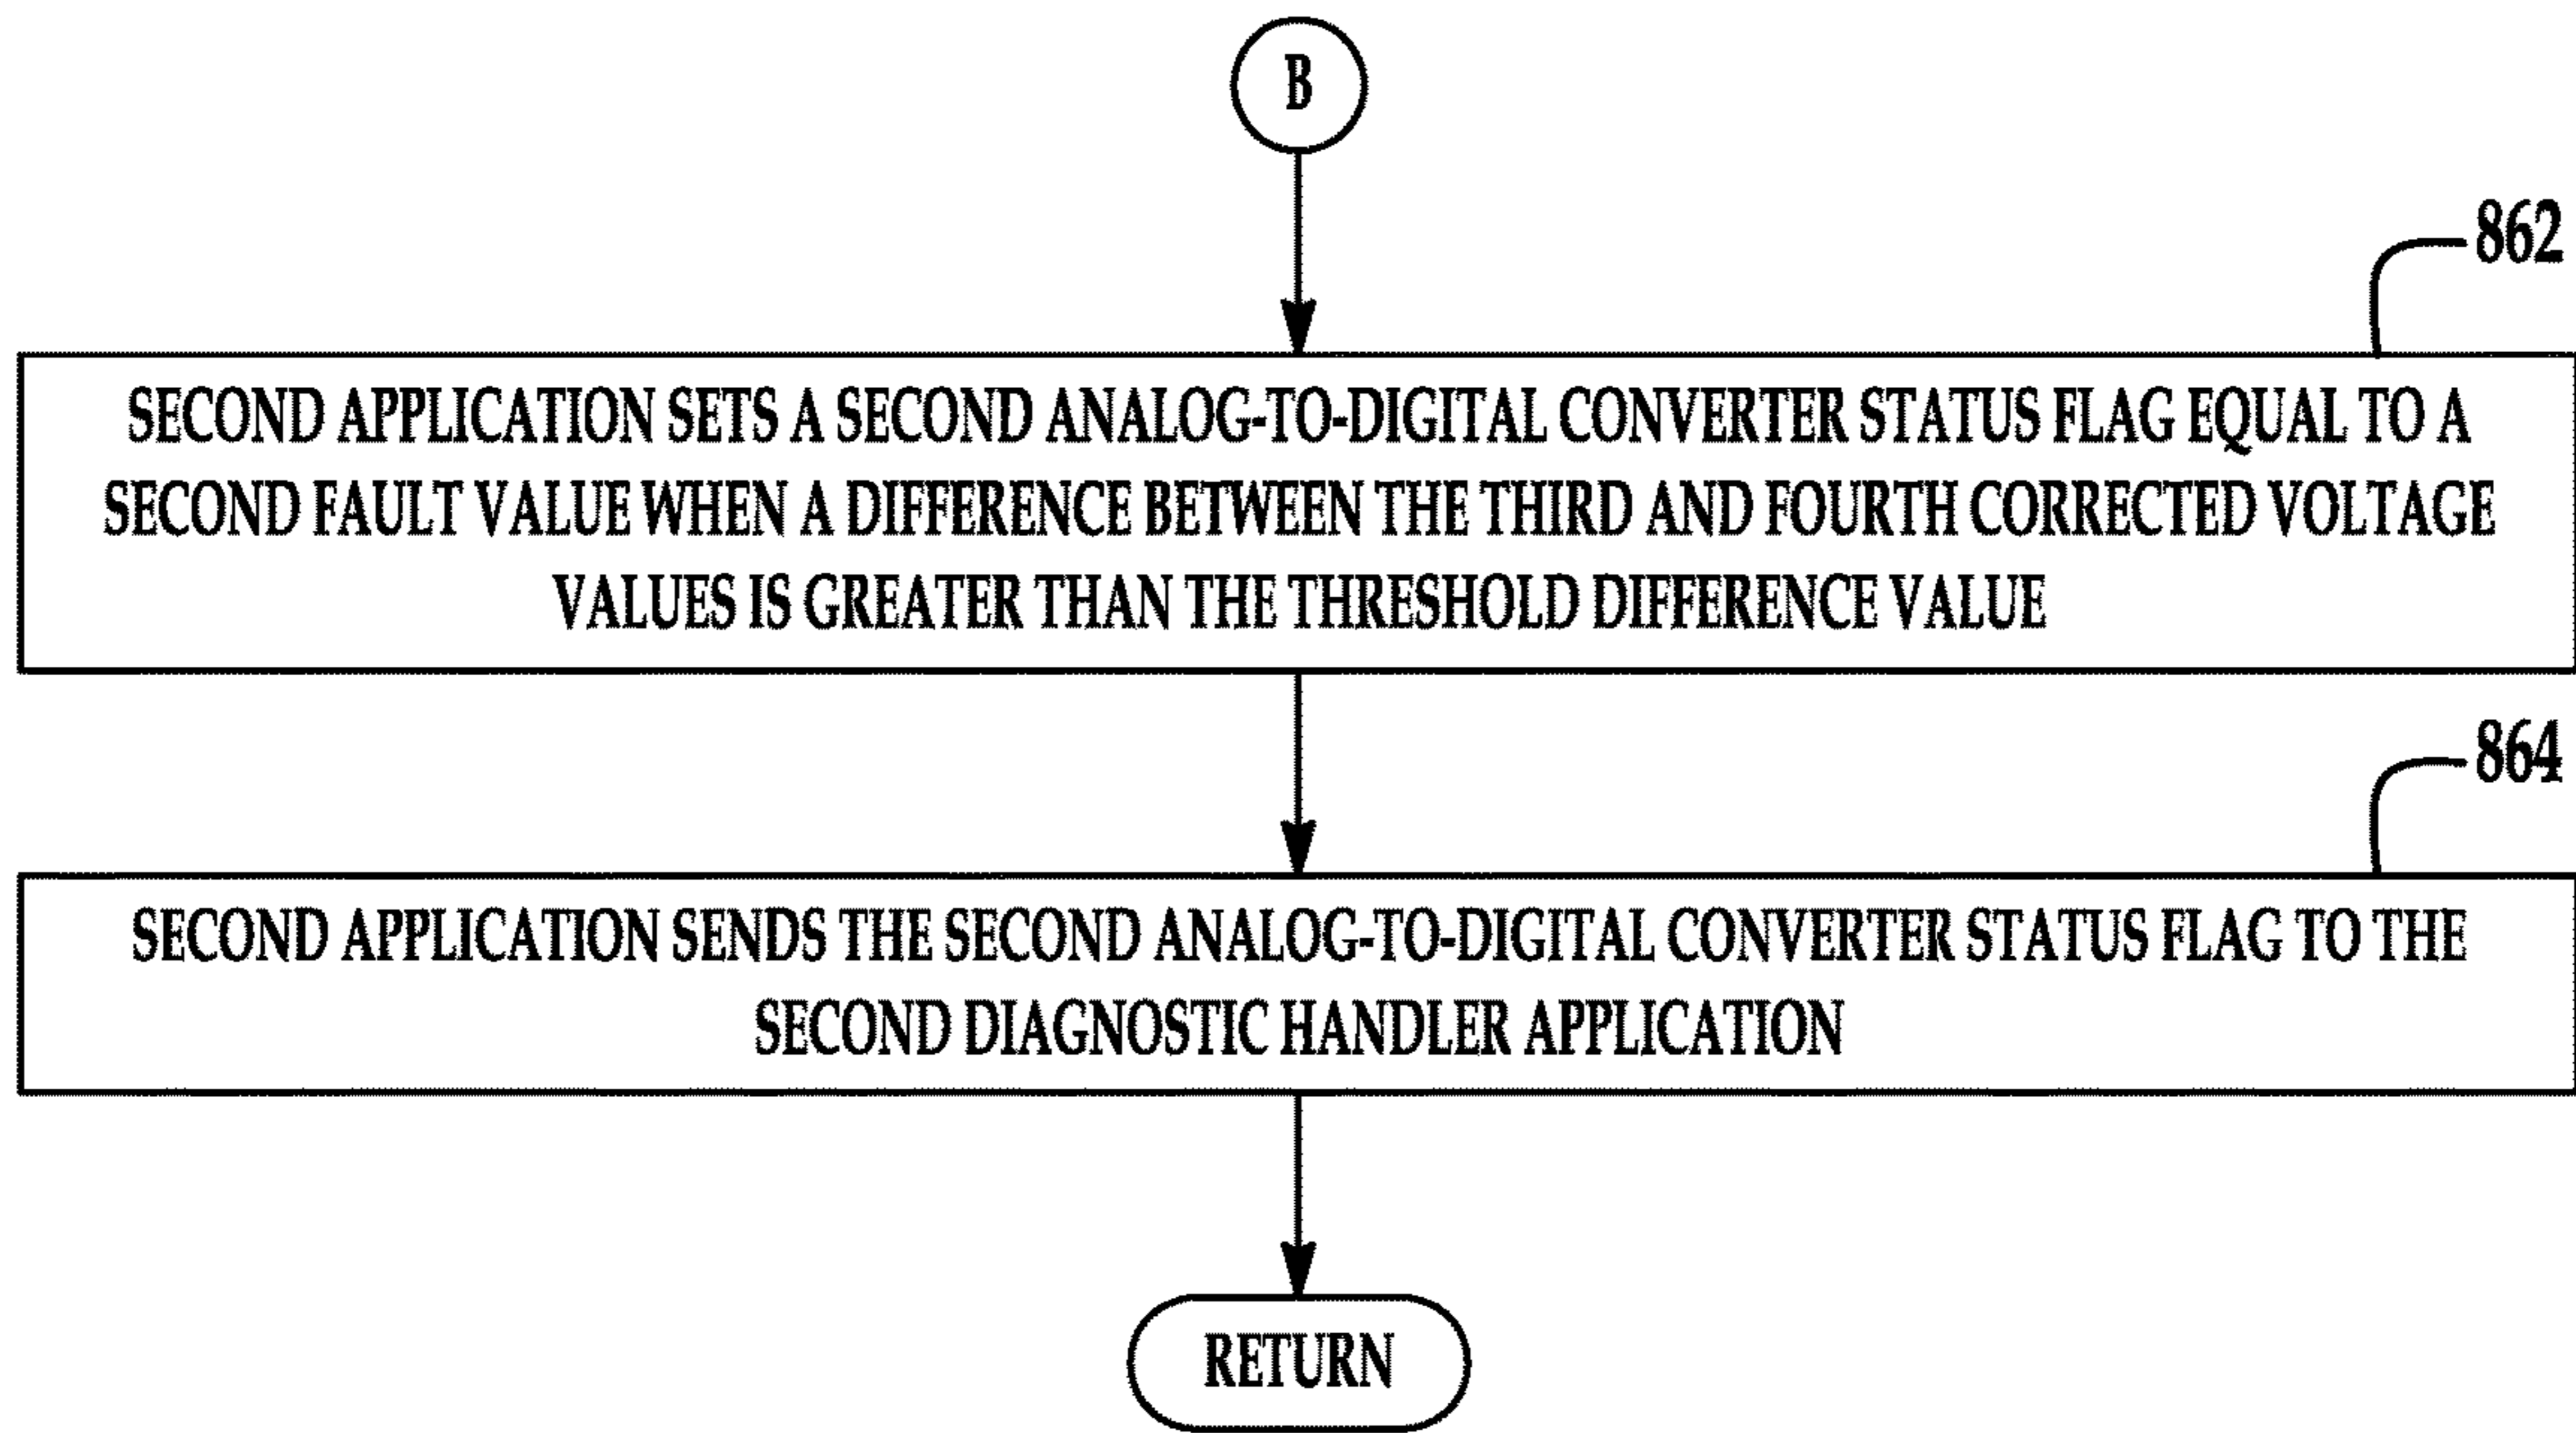 B
862
SECOND APPLICATION SETS A SECOND ANALOG-TO-DIGITAL CONVERTER STATUS FLAG EQUAL TO A
SECOND FAULT VALUE WHEN A DIFFERENCE BETWEEN THE THIRD AND FOURTH CORRECTED VOLTAGE
VALUES IS GREATER THAN THE THRESHOLD DIFFERENCE VALUE
864
SECOND APPLICATION SENDS THE SECOND ANALOG-TO-DIGITAL CONVERTER STATUS FLAG TO THE
SECOND DIAGNOSTIC HANDLER APPLICATION
RETURN